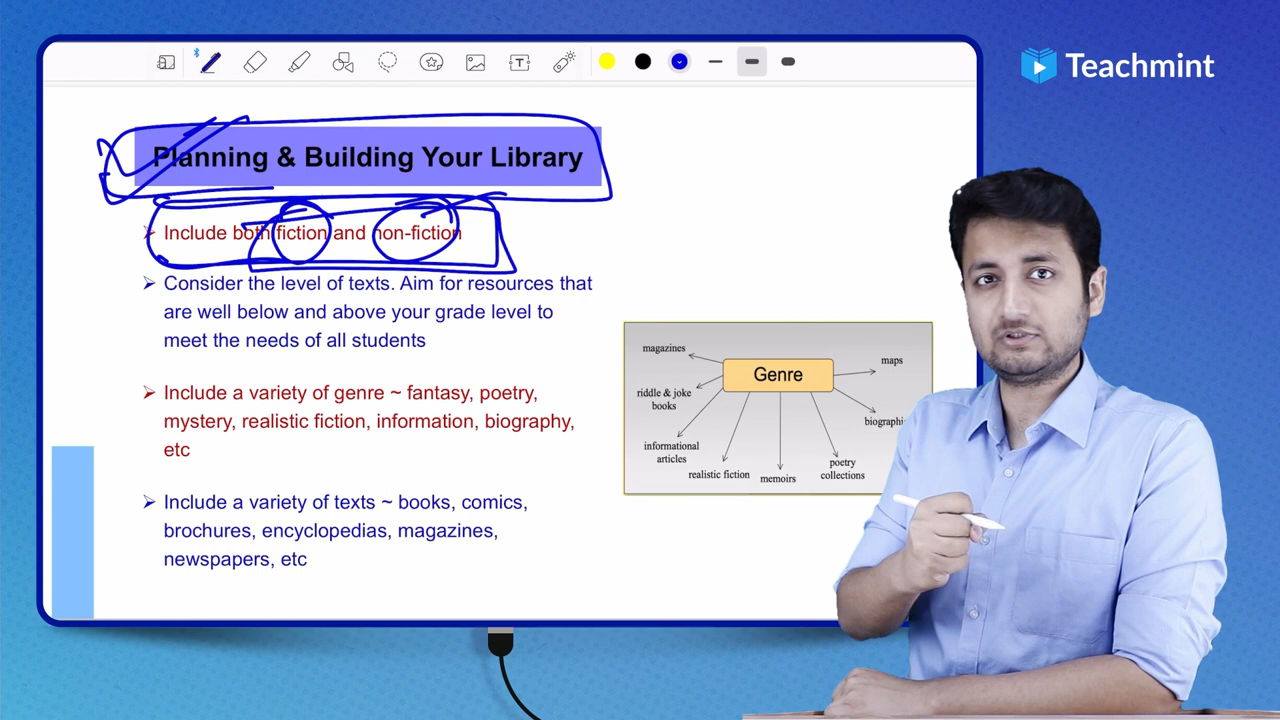 Teachmint
Planning & Building Your Library
Include both fiction and non-fiction
Consider the level of texts. Aim for resources that
are well below and above your grade level to
meet the needs of all students
Include a variety of genre ~ fantasy, poetry,
mystery, realistic fiction, information, biography,
etc
Include a variety of texts ~ books, comics,
brochures, encyclopedias, magazines,
newspapers, etc
Genre
magazines
maps
riddle & joke
books
biographi
informational
articles
realistic fiction
memoirs
poetry
collections